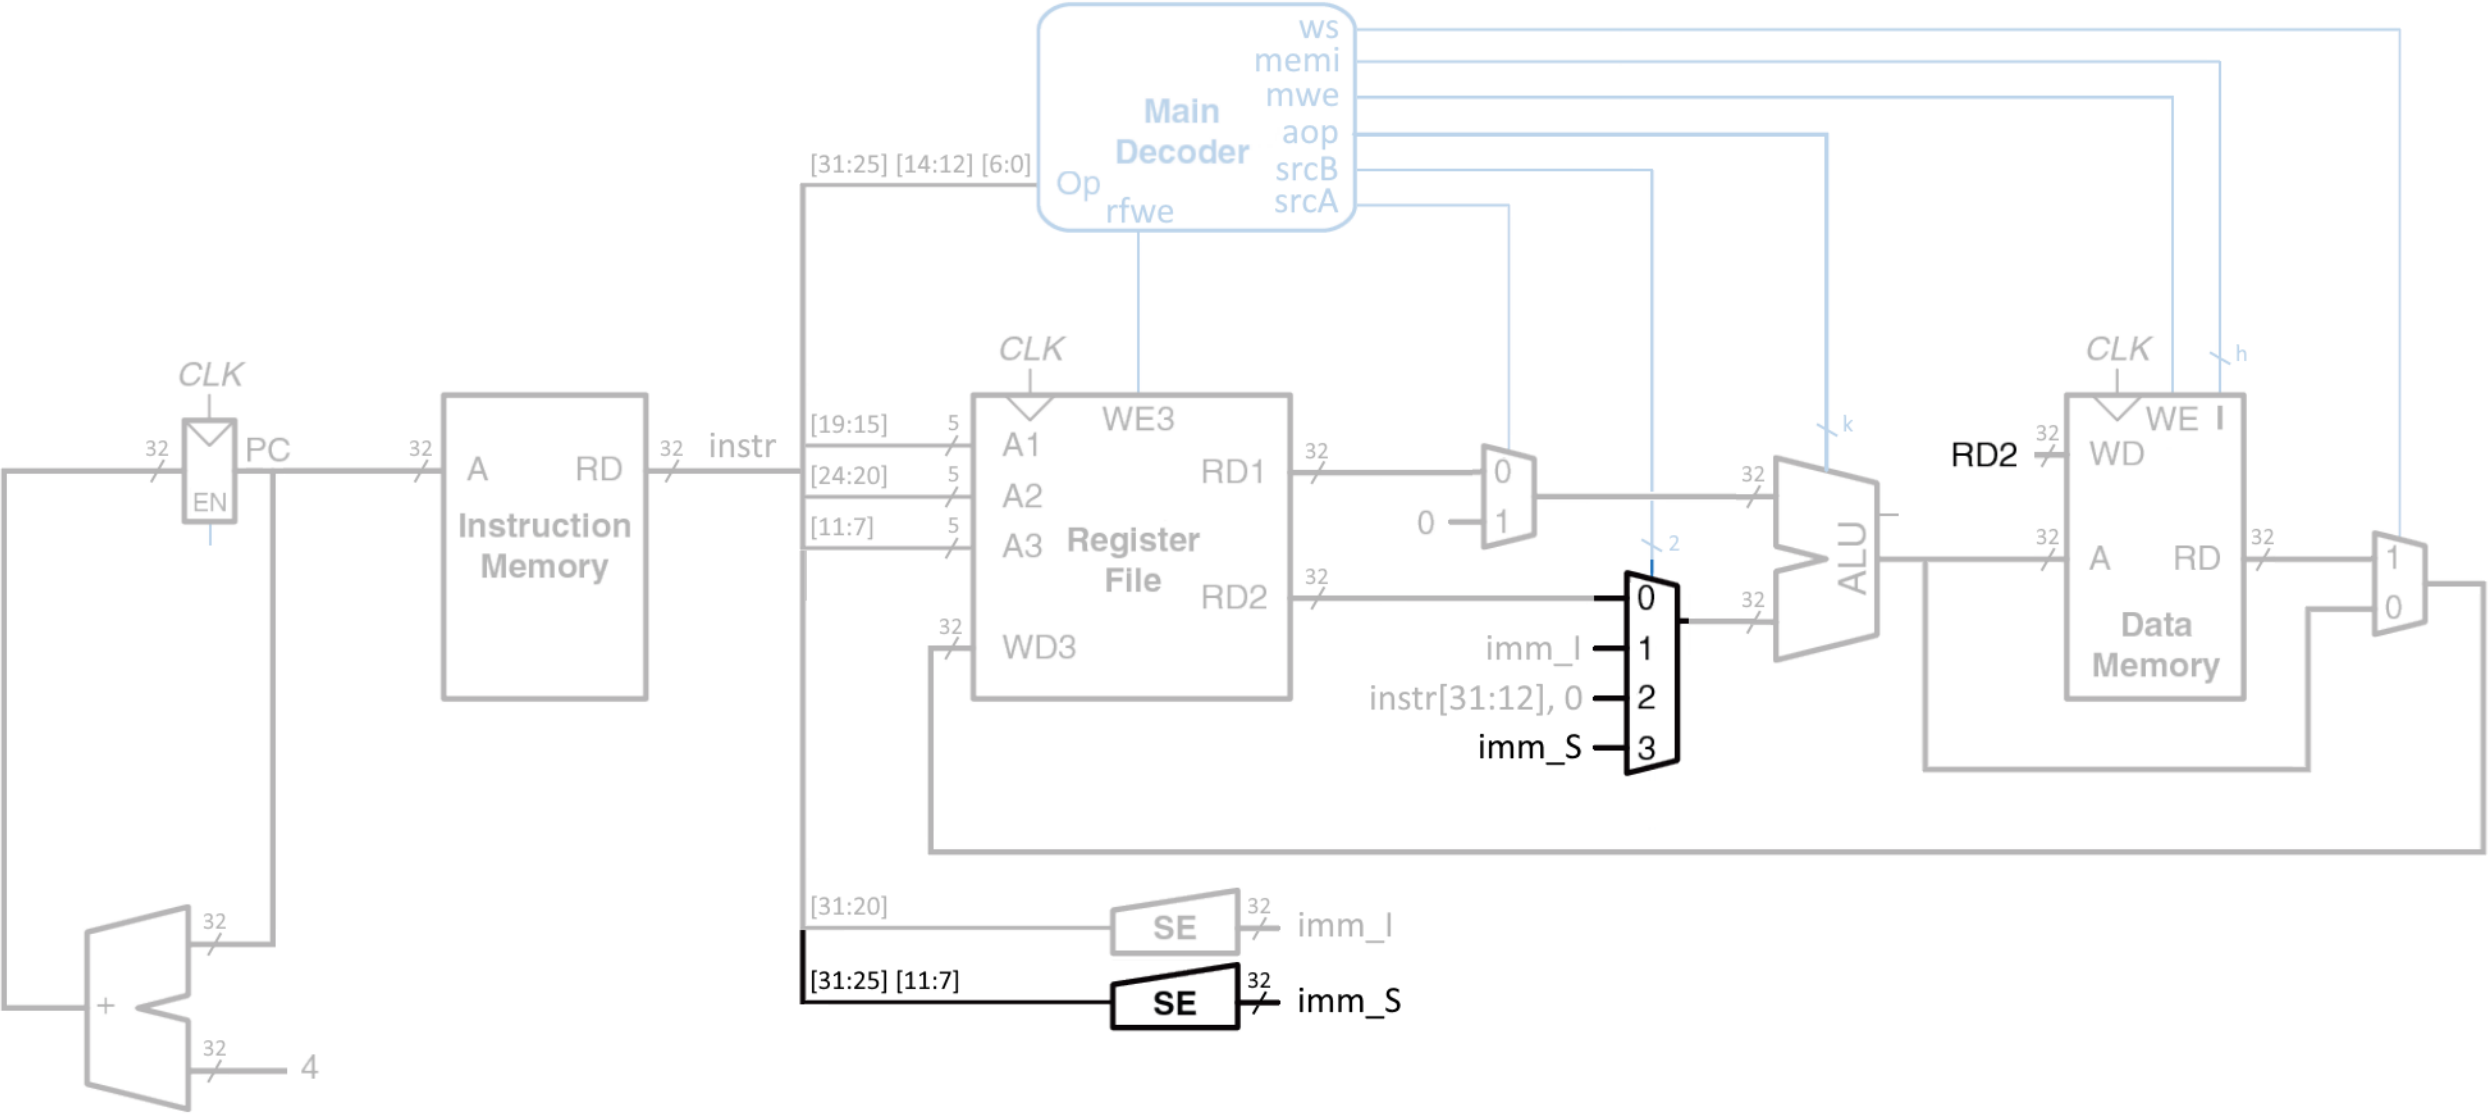 ws
memi
mwe
aop
srcB
srcA
Main
Decoder
Op
rfwe
[31:25] [14:12] [6:0]
CLK
32
PC
EN
32
A
RD
Instruction
Memory
32
instr
[19:15]
5
[24:20]
5
[11:7]
5
CLK
WE3
A1
A2
A3
Register
File
RD1
RD2
32
WD3
32
32
0
0
1
2
0
1
2
3
imm_I
instr[31:12], 0
imm_S
k
32
32
ALU
CLK
h
WE I
RD2
32
WD
32
A
RD
Data
Memory
32
1
0
[31:20]
SE
32
imm_I
[31:25] [11:7]
SE
32
imm_S
32
+
32
4